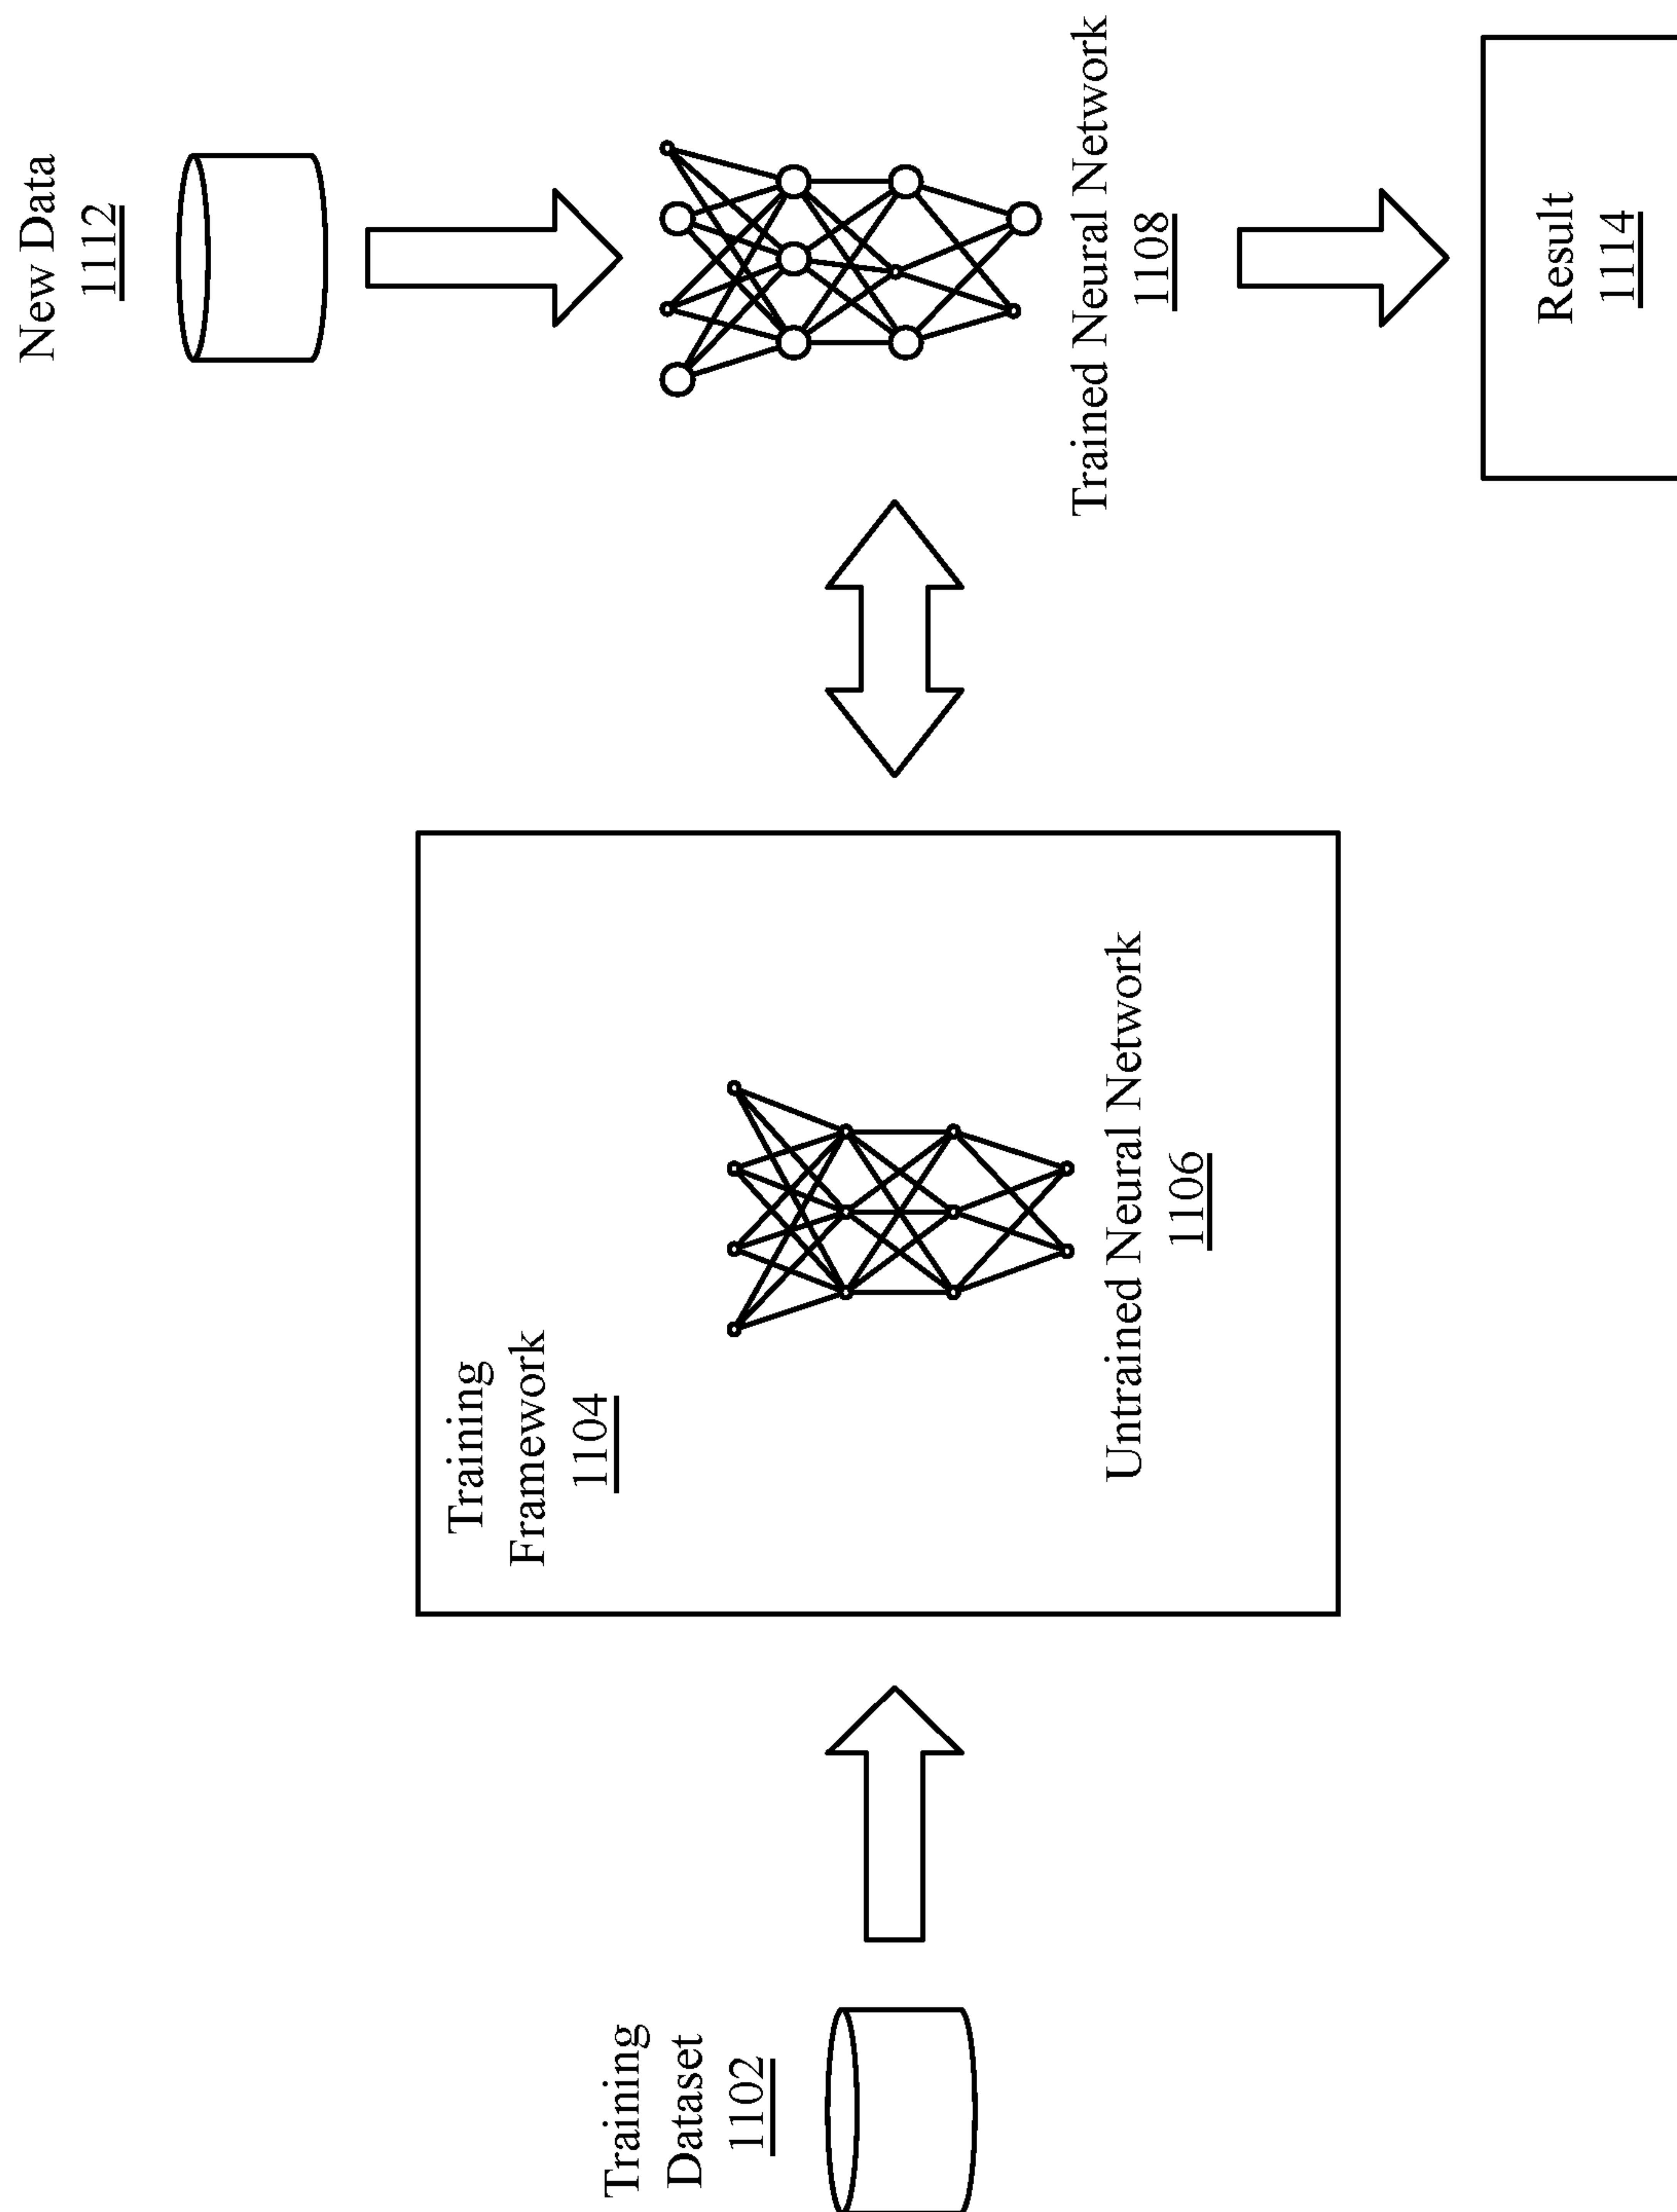 Training
Dataset
1102
Training
Framework
1104
Untrained Neural Network
1106
New Data
1112
Trained Neural Network
1108
Result
1114